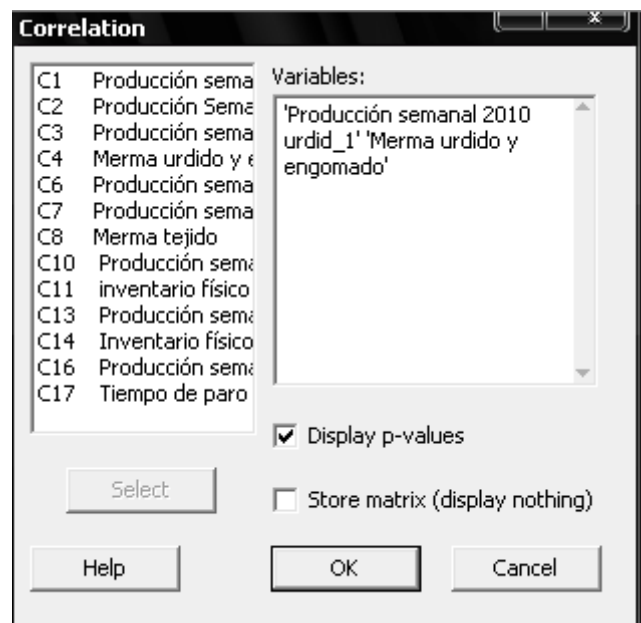 Correlation
C1 Producción sema
C2 Producción Sema
C3 Producción sema
C4 Merma urdido y e
C6 Producción sema
C7 Producción sema
C8 Merma tejido
C10 Producción sema
C11 inventario físico
C13 Producción sema
C14 Inventario físico
C16 Producción sema
C17 Tiempo de paro
Variables:
'Producción semanal 2010
urdid_1' 'Merma urdido y
engomado'
Display p-values
Select
Store matrix (display nothing)
Help
OK
Cancel